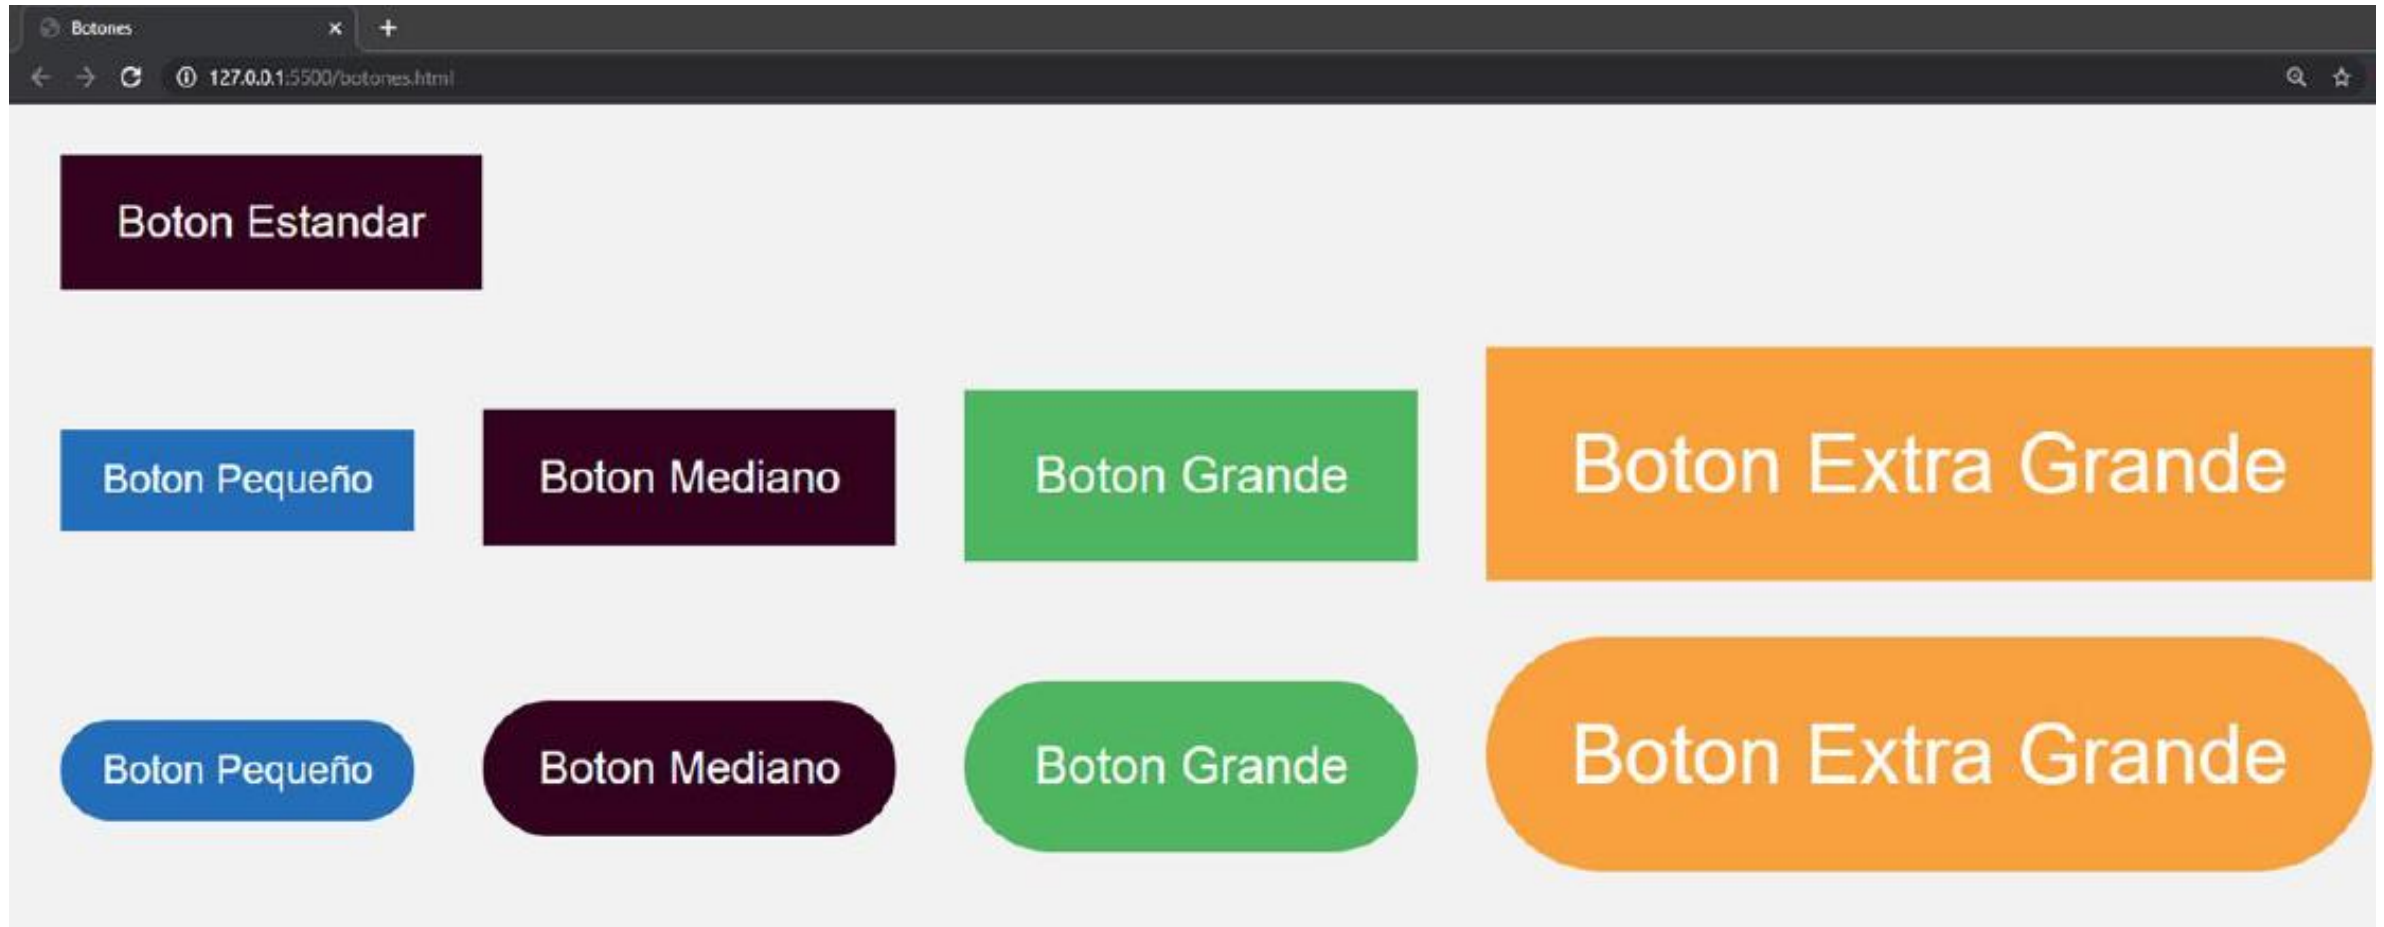 Botones
127.0.0.1:5500/botones.html
Boton Estandar
Boton Pequeño Boton Mediano Boton Grande Boton Extra Grande
Boton Pequeño Boton Mediano Boton Grande Boton Extra Grande